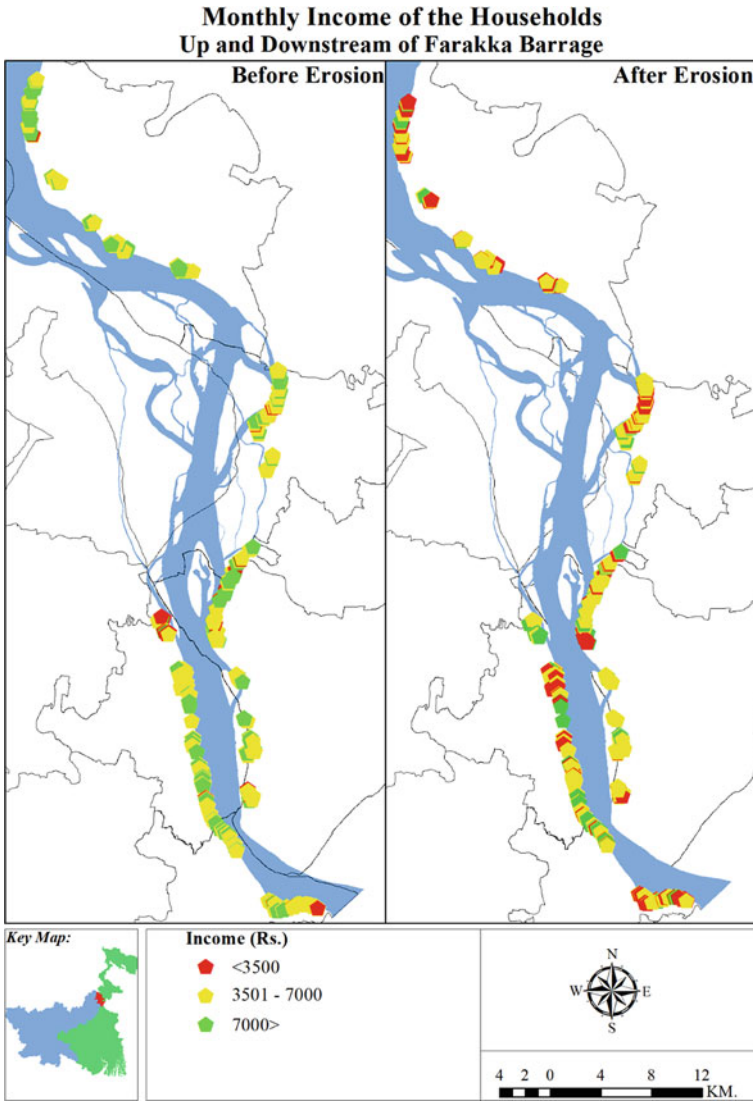 Monthly Income of the Households
Up and Downstream of Farakka Barrage
Before Erosion
After Erosion
Key Map:
Income (Rs.)
<3500
3501 - 7000
7000>
N
W E
S
4 2 0 4 8 12
KM.